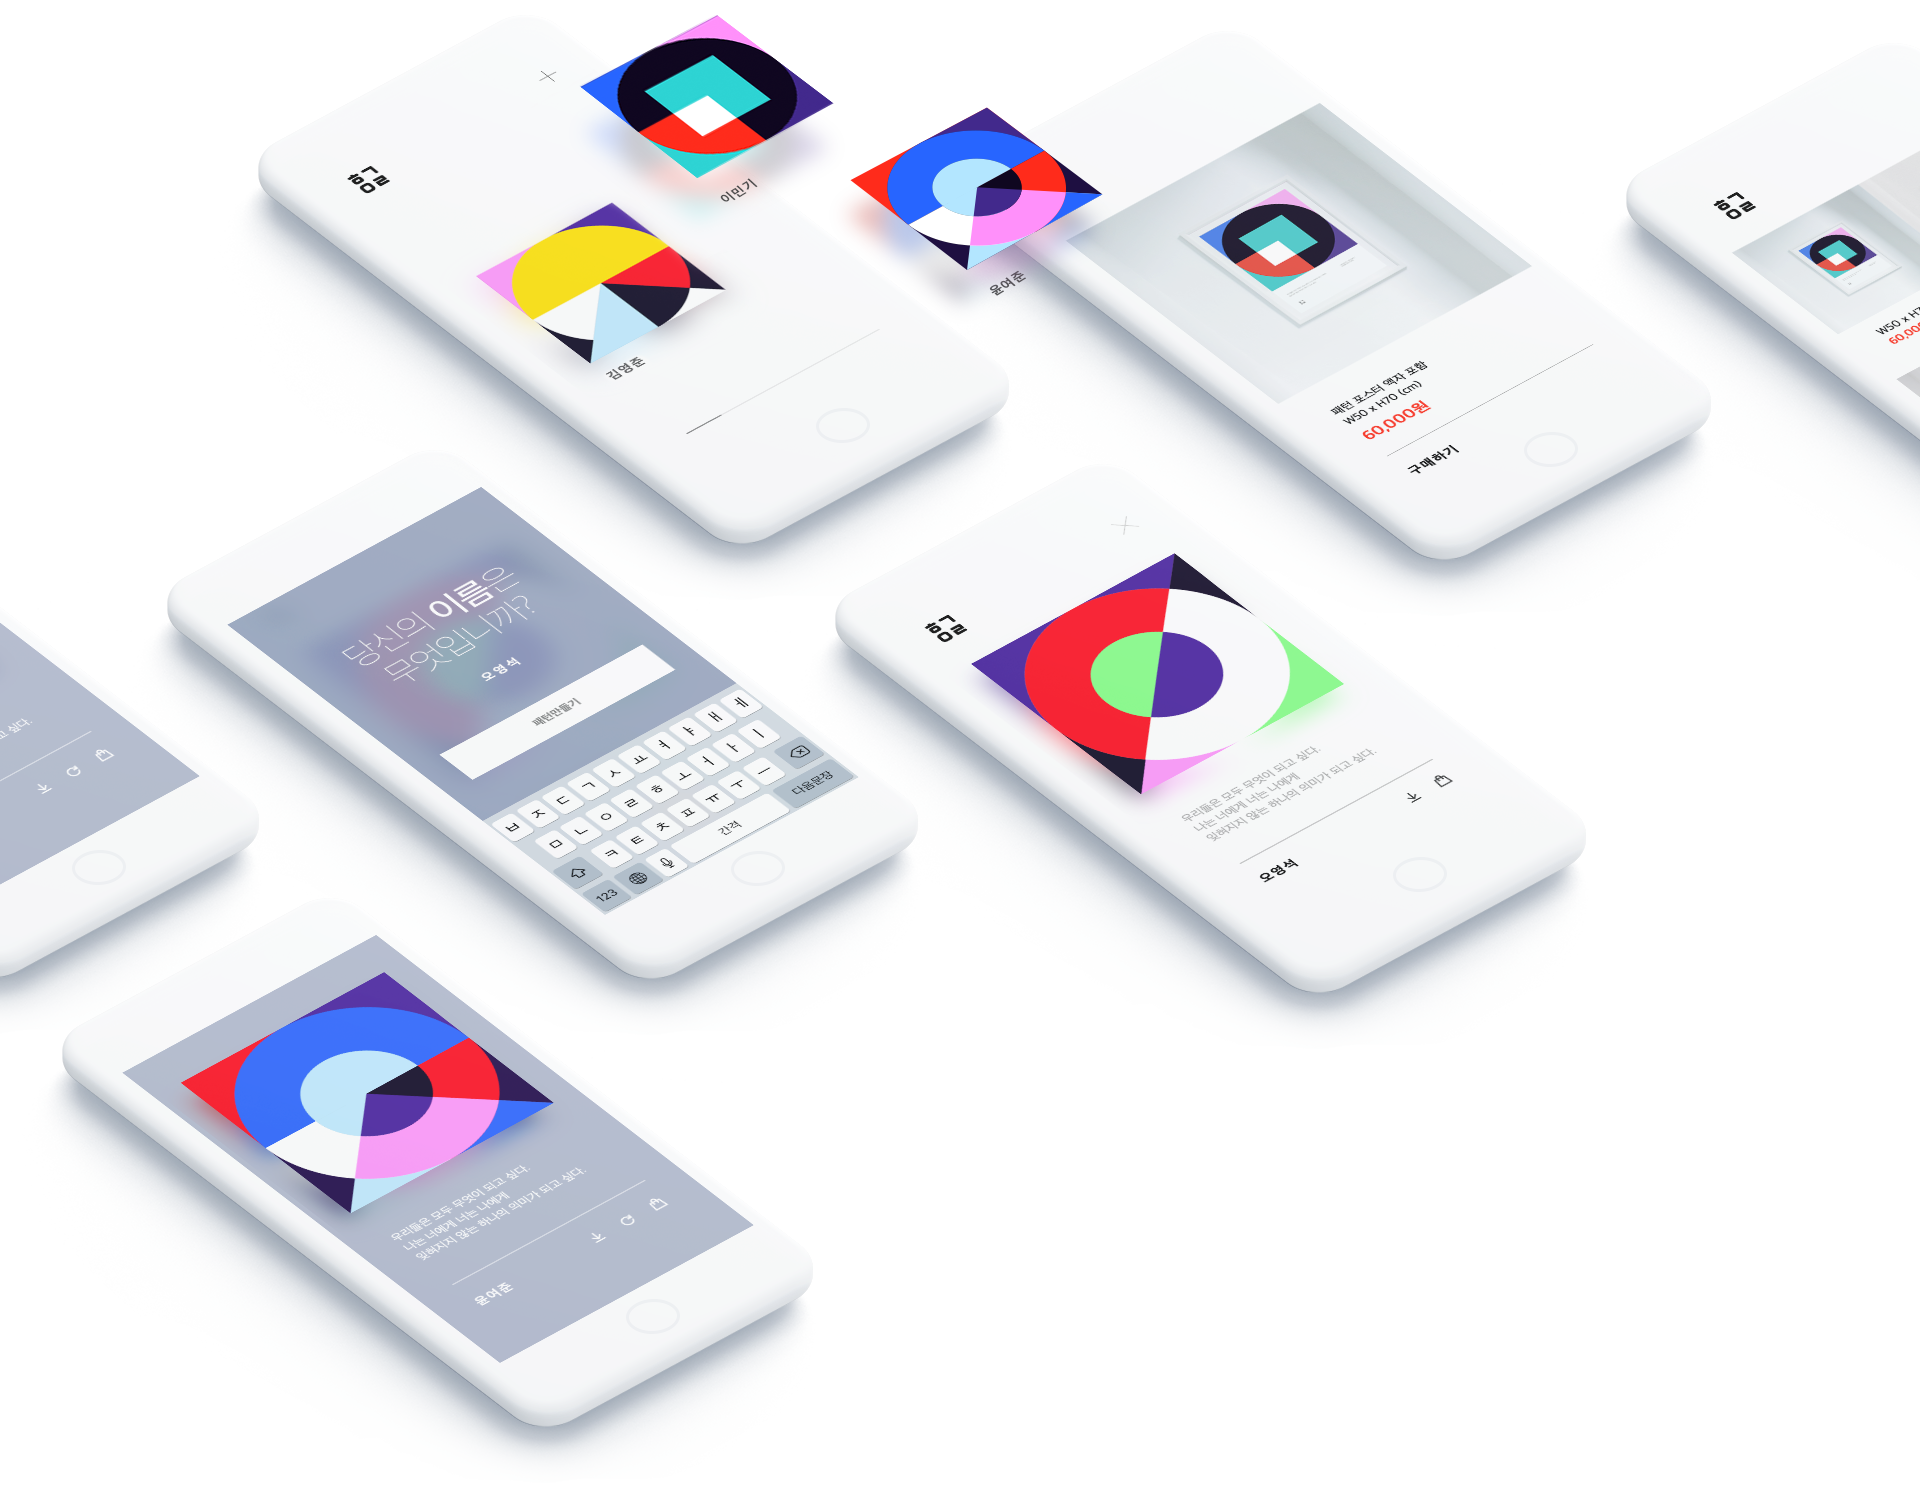 이민기
윤여준
김영준
패턴 포스터 액자 포함
W50 x H70 (cm)
60,000원
구매하기
당신의 이름은
무엇입니까?
오영석
패턴만들기
ㅂ ㅈ ㄷ ㄱ ㅅ ㅛ ㅕ ㅑ ㅐ ㅔ
ㅁ ㄴ ㅇ ㄹ ㅎ ㅗ ㅓ ㅏ ㅣ
ㅋ ㅌ ㅊ ㅍ ㅠ ㅜ ㅡ
123 간격 다음문장
우리들은 모두 무엇이 되고 싶다.
나는 너에게 너는 나에게
잊혀지지 않는 하나의 의미가 되고 싶다.
오영석
우리들은 모두 무엇이 되고 싶다.
나는 너에게 너는 나에게
잊혀지지 않는 하나의 의미가 되고 싶다.
윤여준
싶다.
W50 x H7
60,00